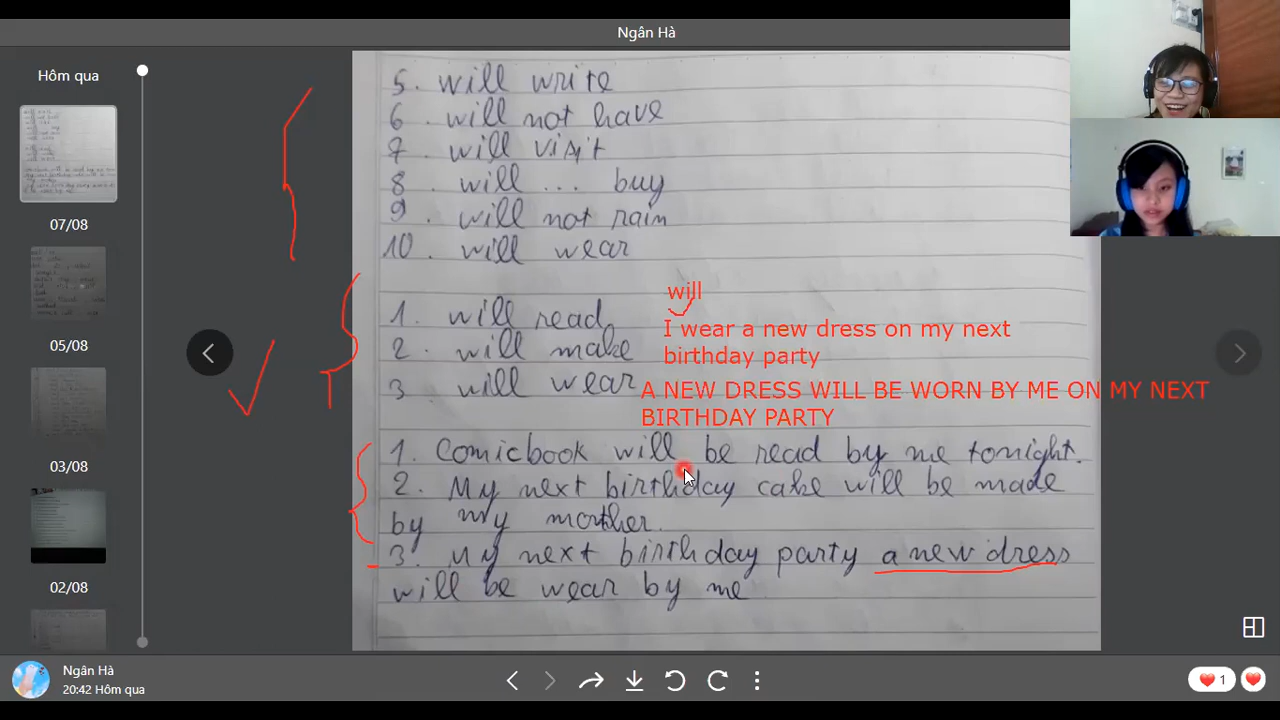 Ngân Hà
Hôm qua
07/08
05/08
03/08
02/08
5. will write
6. will not have
7. will visit
8. will ... buy
9. will not rain
10. will wear
1. will read
2. will make
3. will wear
will
I wear a new dress on my next
birthday party
A NEW DRESS WILL BE WORN BY ME ON MY NEXT
BIRTHDAY PARTY
1. Comicbook will be read by me tonight.
2. My next birthday cake will be made
by my morther.
3. My next birthday party a new dress
will be wear by me
Ngân Hà
20:42 Hôm qua
1